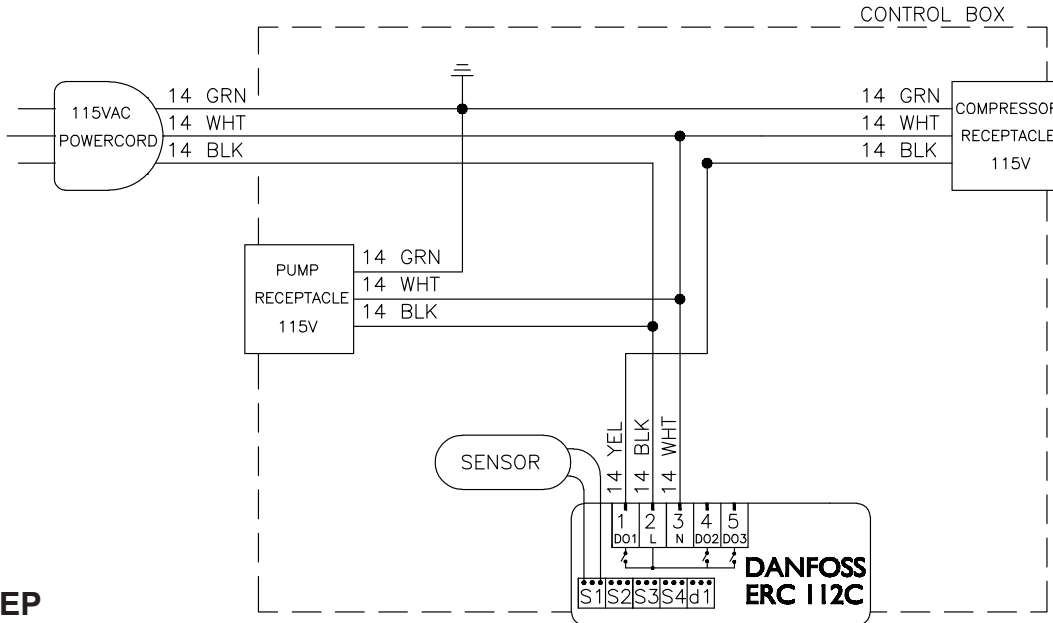 CONTROL BOX
115VAC
POWERCORD
14 GRN
14 WHT
14 BLK
14 GRN
14 WHT
14 BLK
COMPRESSOR
RECEPTACLE
115V
PUMP
RECEPTACLE
115V
14 GRN
14 WHT
14 BLK
SENSOR
14 YEL
14 BLK
14 WHT
1 2 3 4 5
DO1 L N DO2 DO3
S1 S2 S3 S4 d1
DANFOSS
ERC 112C
EP